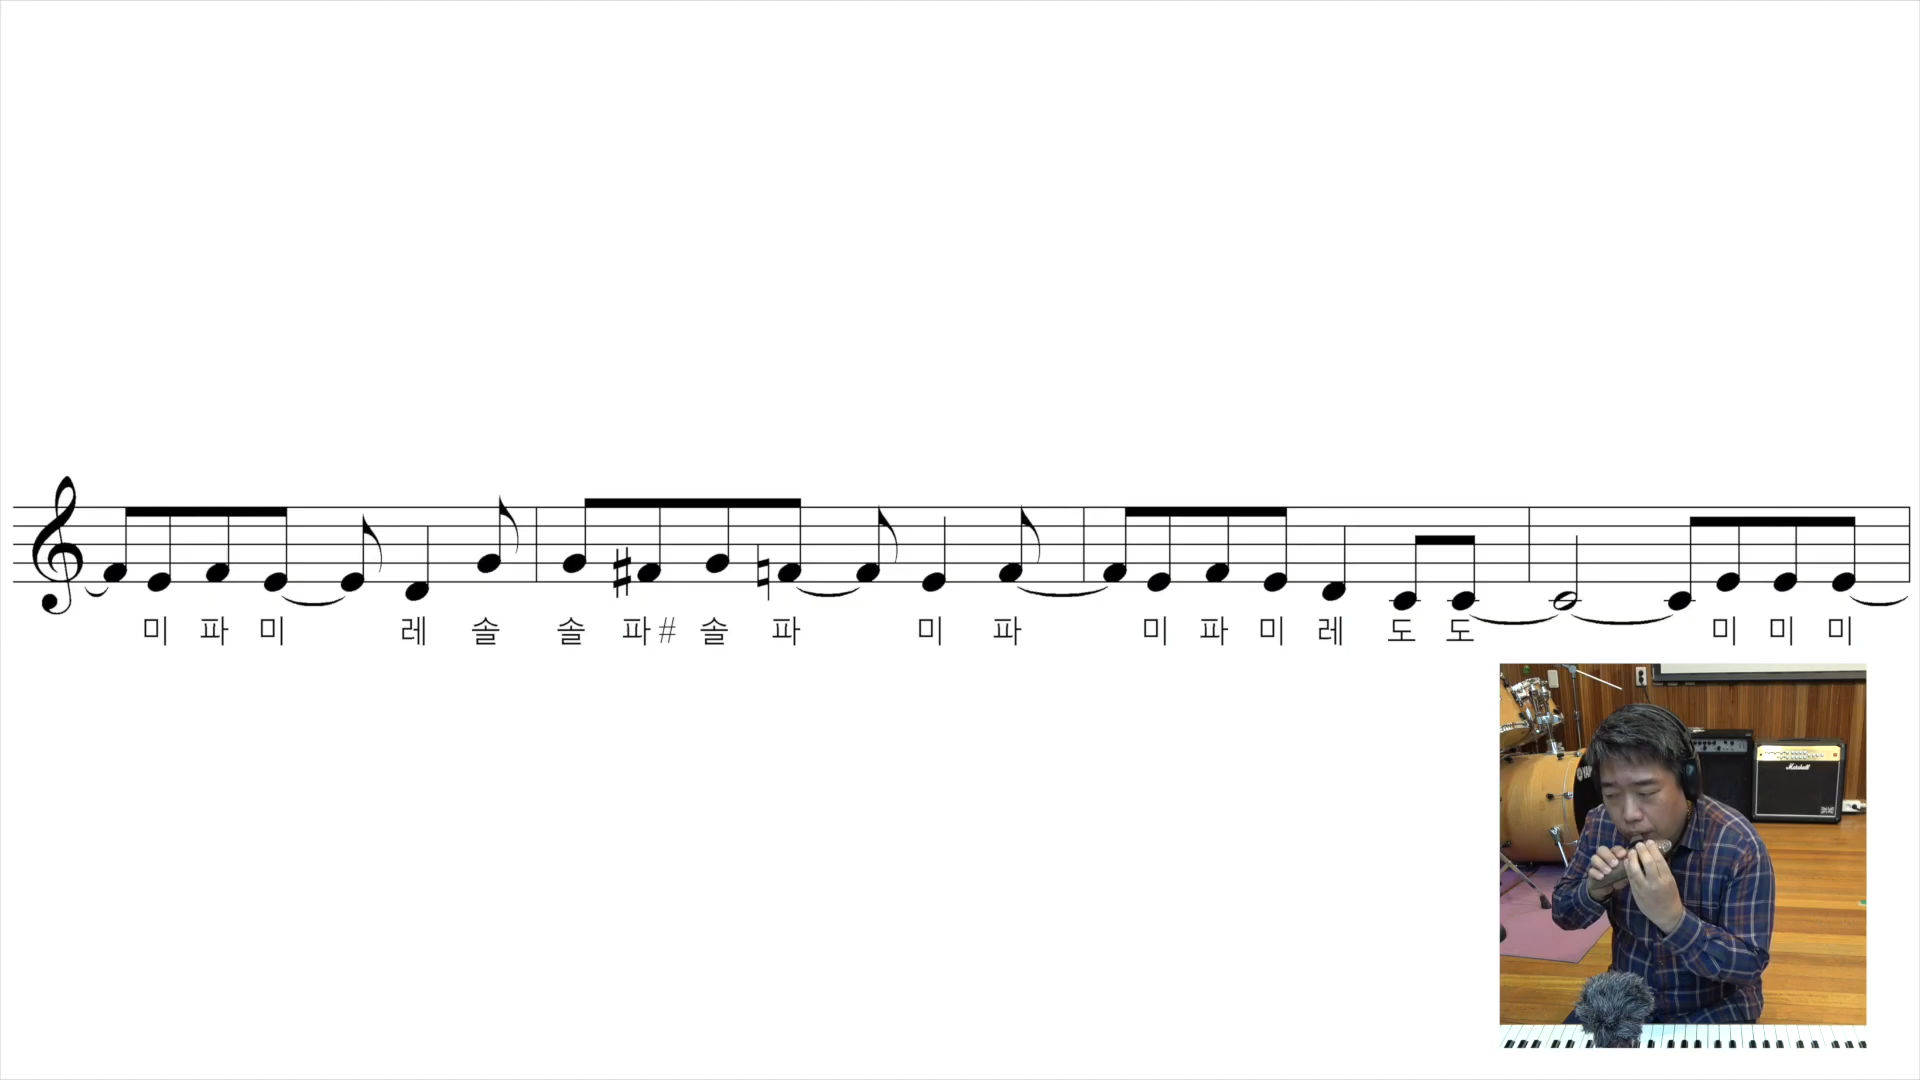 미 파 미 레 솔 솔 파# 솔 파 미 파 미 파 미 레 도 도 미 미 미
Marshall